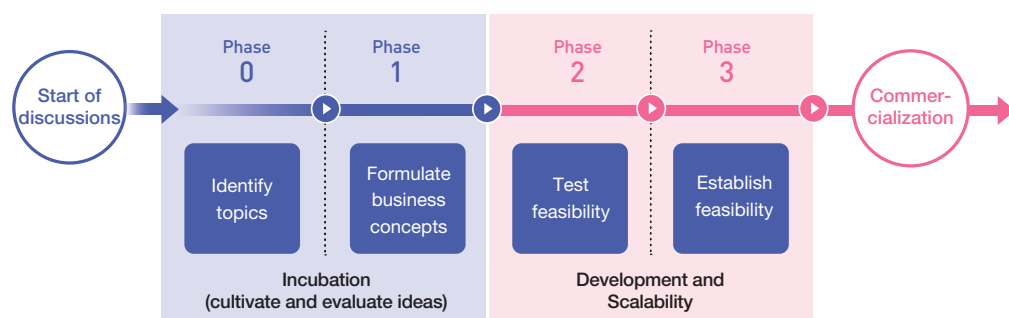 Start of
discussions
Phase
0
Phase
1
Phase
2
Phase
3
Commer-
cialization
Identify
topics
Formulate
business
concepts
Test
feasibility
Establish
feasibility
Incubation
(cultivate and evaluate ideas)
Development and
Scalability